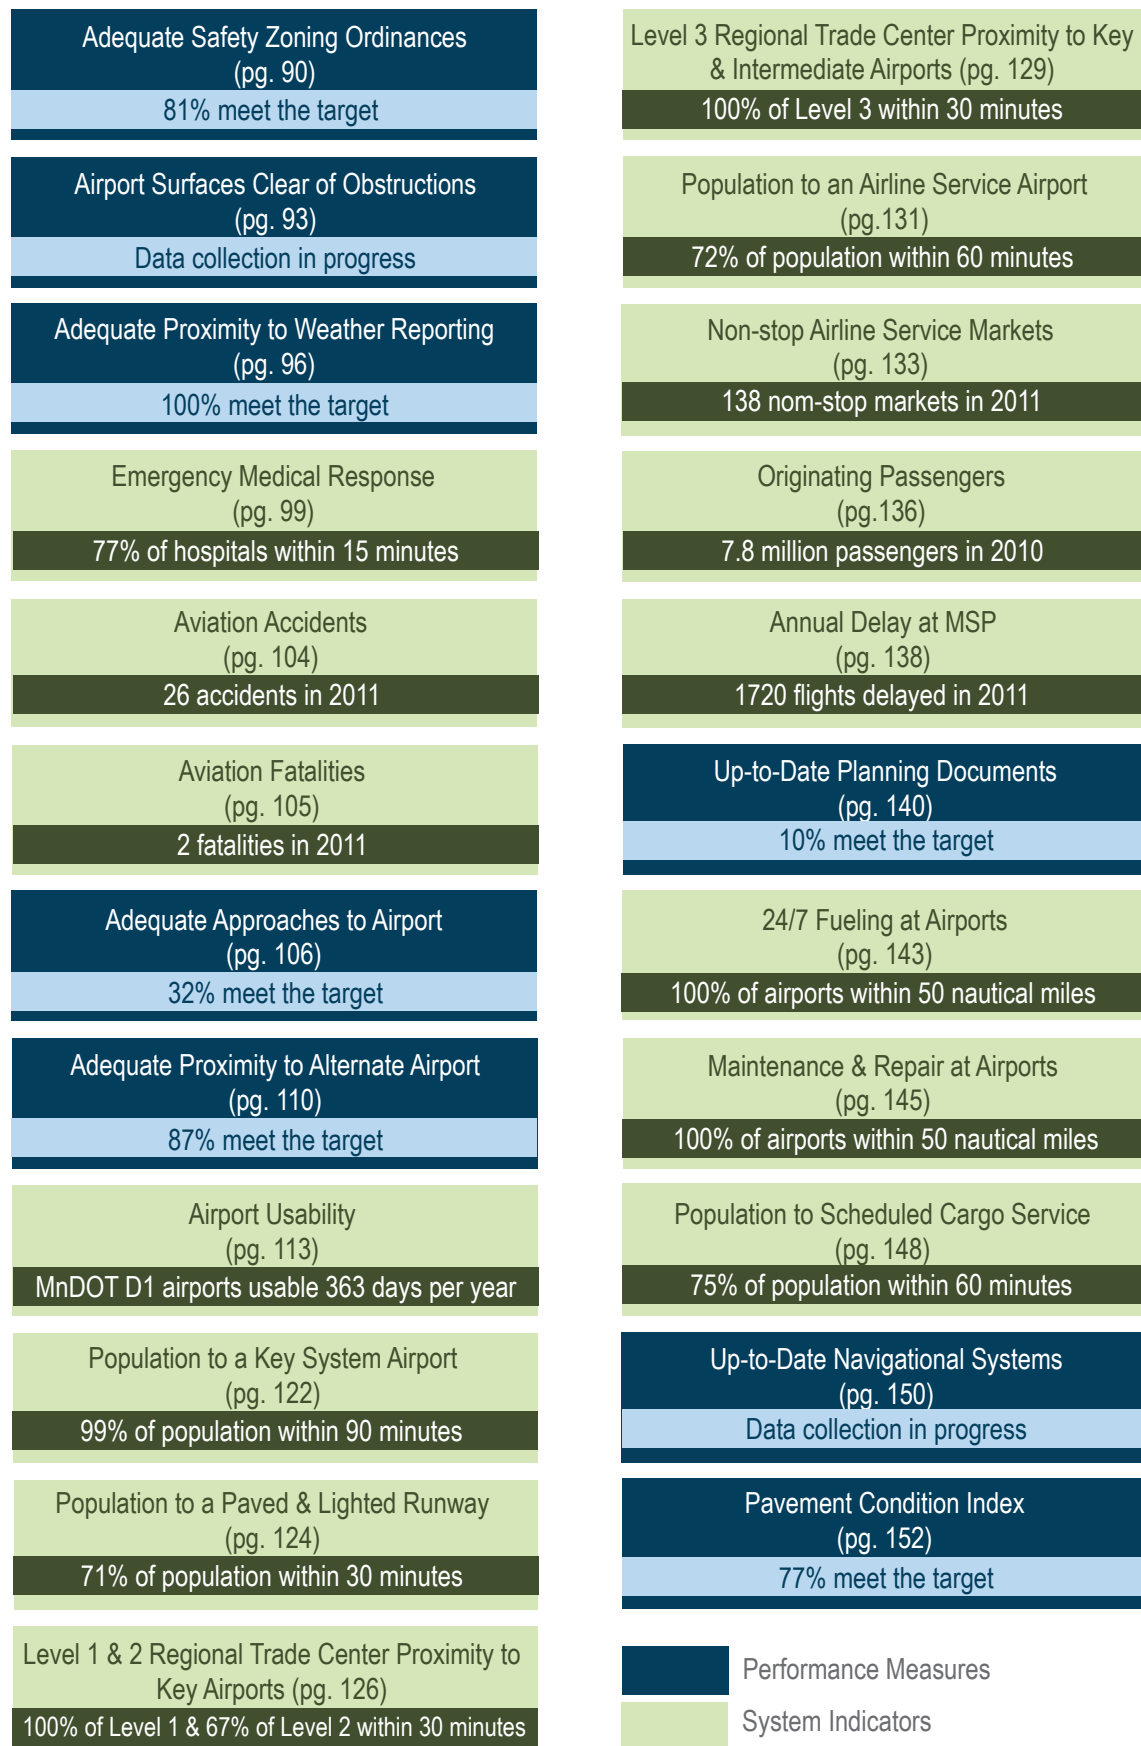 Adequate Safety Zoning Ordinances
(pg. 90)
81% meet the target
Airport Surfaces Clear of Obstructions
(pg. 93)
Data collection in progress
Adequate Proximity to Weather Reporting
(pg. 96)
100% meet the target
Emergency Medical Response
(pg. 99)
77% of hospitals within 15 minutes
Aviation Accidents
(pg. 104)
26 accidents in 2011
Aviation Fatalities
(pg. 105)
2 fatalities in 2011
Adequate Approaches to Airport
(pg. 106)
32% meet the target
Adequate Proximity to Alternate Airport
(pg. 110)
87% meet the target
Airport Usability
(pg. 113)
MnDOT D1 airports usable 363 days per year
Population to a Key System Airport
(pg. 122)
99% of population within 90 minutes
Population to a Paved & Lighted Runway
(pg. 124)
71% of population within 30 minutes
Level 1 & 2 Regional Trade Center Proximity to
Key Airports (pg. 126)
100% of Level 1 & 67% of Level 2 within 30 minutes
Level 3 Regional Trade Center Proximity to Key
& Intermediate Airports (pg. 129)
100% of Level 3 within 30 minutes
Population to an Airline Service Airport
(pg.131)
72% of population within 60 minutes
Non-stop Airline Service Markets
(pg. 133)
138 nom-stop markets in 2011
Originating Passengers
(pg.136)
7.8 million passengers in 2010
Annual Delay at MSP
(pg. 138)
1720 flights delayed in 2011
Up-to-Date Planning Documents
(pg. 140)
10% meet the target
24/7 Fueling at Airports
(pg. 143)
100% of airports within 50 nautical miles
Maintenance & Repair at Airports
(pg. 145)
100% of airports within 50 nautical miles
Population to Scheduled Cargo Service
(pg. 148)
75% of population within 60 minutes
Up-to-Date Navigational Systems
(pg. 150)
Data collection in progress
Pavement Condition Index
(pg. 152)
77% meet the target
Performance Measures
System Indicators